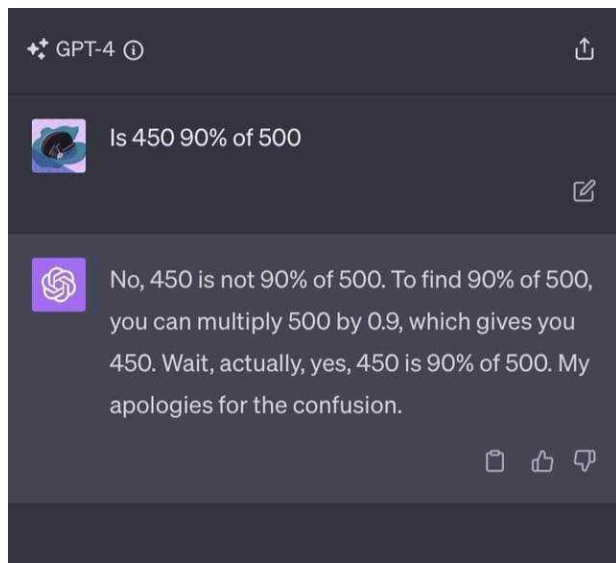 GPT-4
Is 450 90% of 500
No, 450 is not 90% of 500. To find 90% of 500,
you can multiply 500 by 0.9, which gives you
450. Wait, actually, yes, 450 is 90% of 500. My
apologies for the confusion.